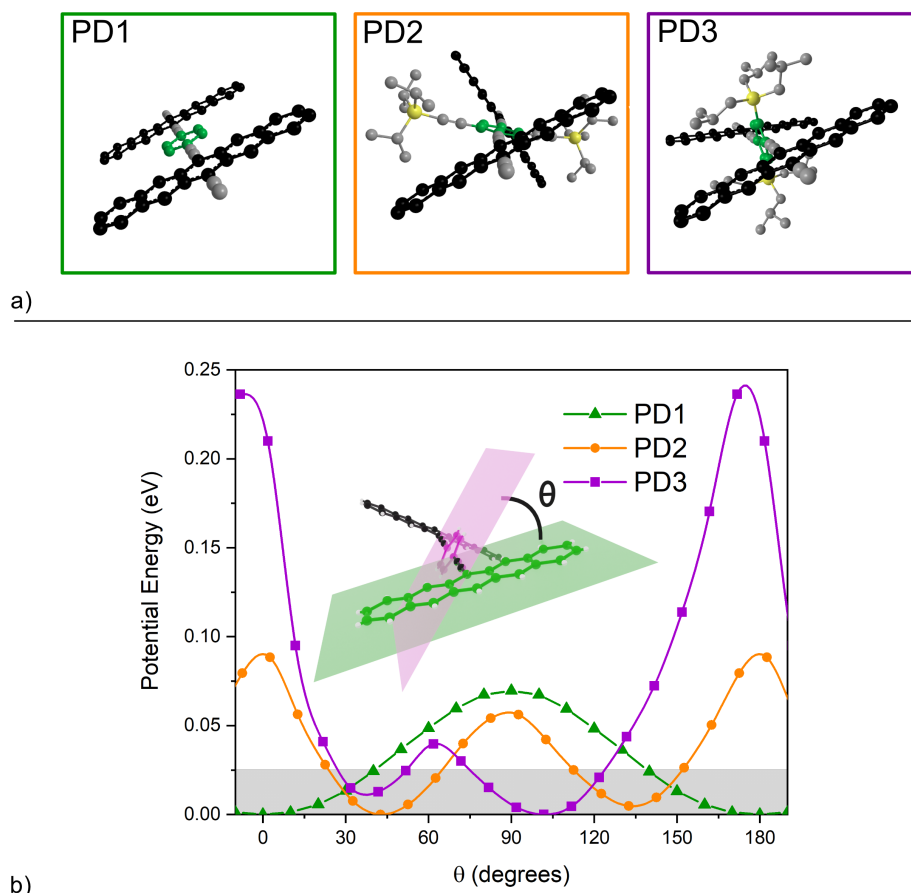 PD1 PD2 PD3
a)
0.25
0.20
0.15
0.10
0.05
0.00
Potential Energy (eV)
PD1
PD2
PD3
θ
0 30 60 90 120 150 180
θ (degrees)
b)